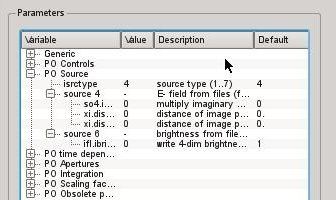 Parameters
Variable Value Description Default
Generic
PO Controls
PO Source
isrctype 4 source type (1..7) 4
source 4 - E- field from files (f...
so4.i... 0 multiply imaginary ... 0
xi.dis... 0 distance of image p... 0.
xi.dis... 0 distance of image p... 0.
source 6 - brightness from file...
ifl.ibri... 0 write 4-dim brightne... 1
PO time depen...
PO Apertures
PO Integration
PO Scaling fac...
PO Obsolete p...